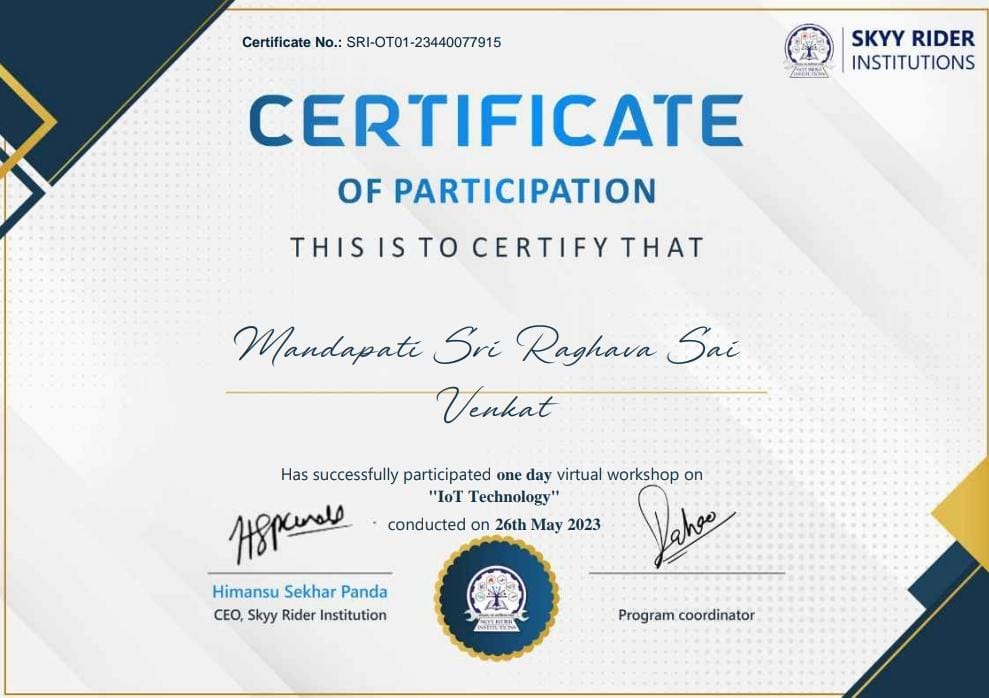 Certificate No.: SRI-OT01-23440077915
SKYY RIDER
INSTITUTIONS
CERTIFICATE
OF PARTICIPATION
THIS IS TO CERTIFY THAT
Mandapati Sri Raghava Sai
Venkat
Has successfully participated one day virtual workshop on
"IoT Technology"
conducted on 26th May 2023
Himansu Sekhar Panda
CEO, Skyy Rider Institution
SKYY RIDER
INSTITUTIONS
Program coordinator